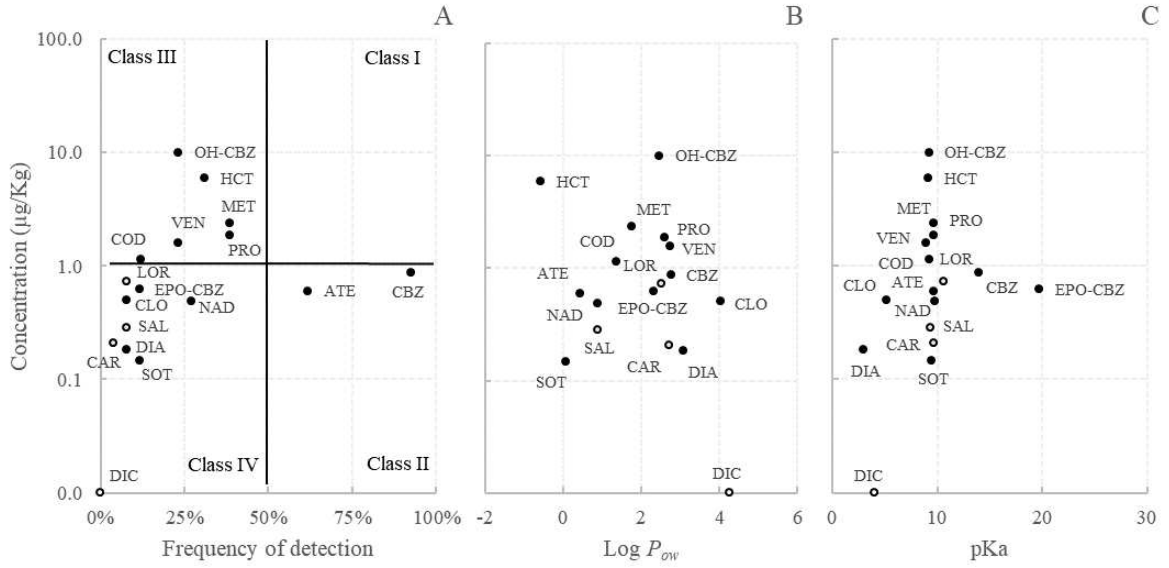 A
B
C
Concentration (µg/Kg)
100.0
10.0
1.0
0.1
0.0
Class III
Class I
OH-CBZ
HCT
MET
VEN
PRO
COD
LOR
EPO-CBZ
ATE
CBZ
CLO
NAD
SAL
DIA
CAR
SOT
Class IV
Class II
DIC
0% 25% 50% 75% 100%
Frequency of detection
OH-CBZ
HCT
MET
PRO
COD
VEN
LOR
CBZ
ATE
EPO-CBZ
CLO
NAD
SAL
CAR
DIA
SOT
DIC
-2 0 2 4 6
Log Pow
OH-CBZ
HCT
MET
PRO
VEN
COD
LOR
ATE
CBZ
EPO-CBZ
CLO
NAD
SAL
CAR
DIA
SOT
DIC
0 10 20 30
pKa